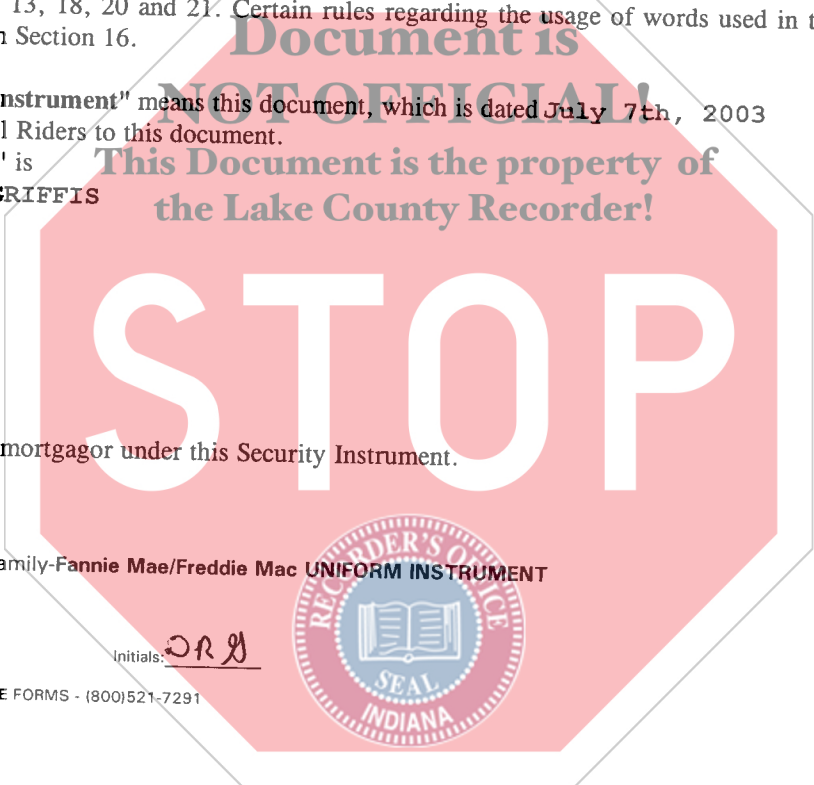 13, 18, 20 and 21. Certain rules regarding the usage of words used in t
Section 16.
Document is
nstrument" means this document, which is dated July 7th, 2003
NOT OFFICIAL!
l Riders to this document.
' is
This Document is the property of
RIFFIS
the Lake County Recorder!
STOP
mortgagor under this Security Instrument.
amily-Fannie Mae/Freddie Mac UNIFORM INSTRUMENT
RECORDER'S OFFICE
SEAL
INDIANA
Initials: DRG
E FORMS - (800)521-7291